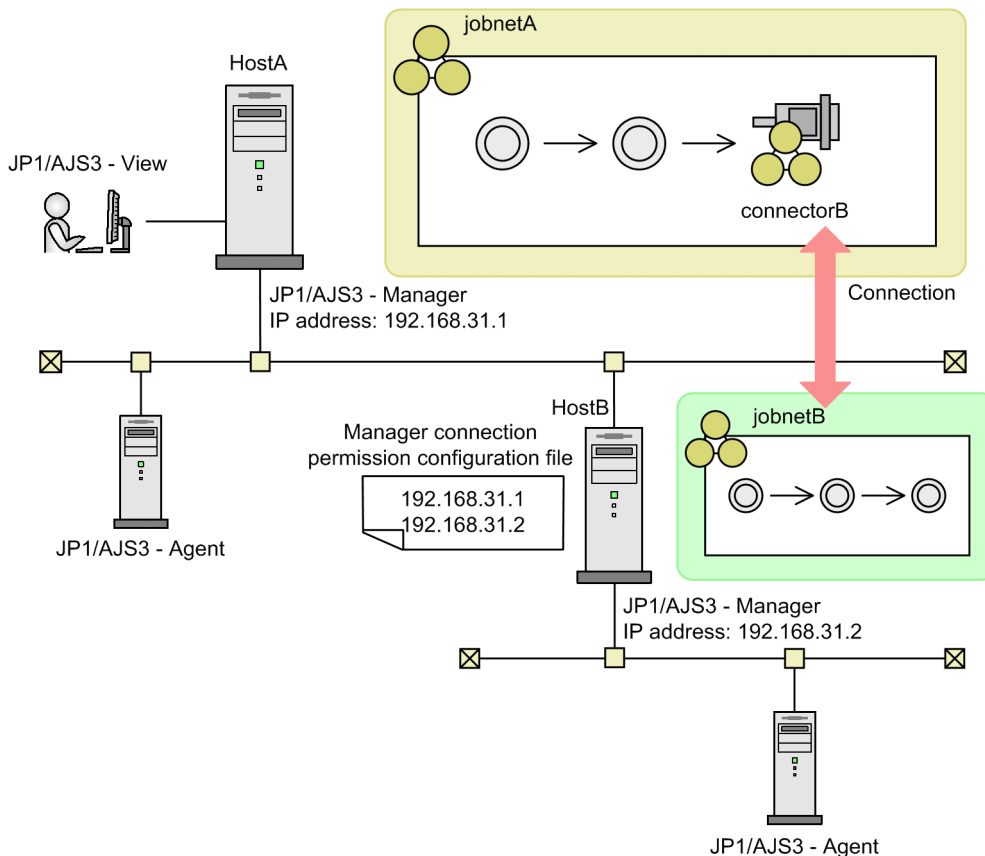 jobnetA
HostA
JP1/AJS3 - View
connectorB
JP1/AJS3 - Manager
IP address: 192.168.31.1
Connection
HostB
jobnetB
Manager connection
permission configuration file
192.168.31.1
192.168.31.2
JP1/AJS3 - Agent
JP1/AJS3 - Manager
IP address: 192.168.31.2
JP1/AJS3 - Agent